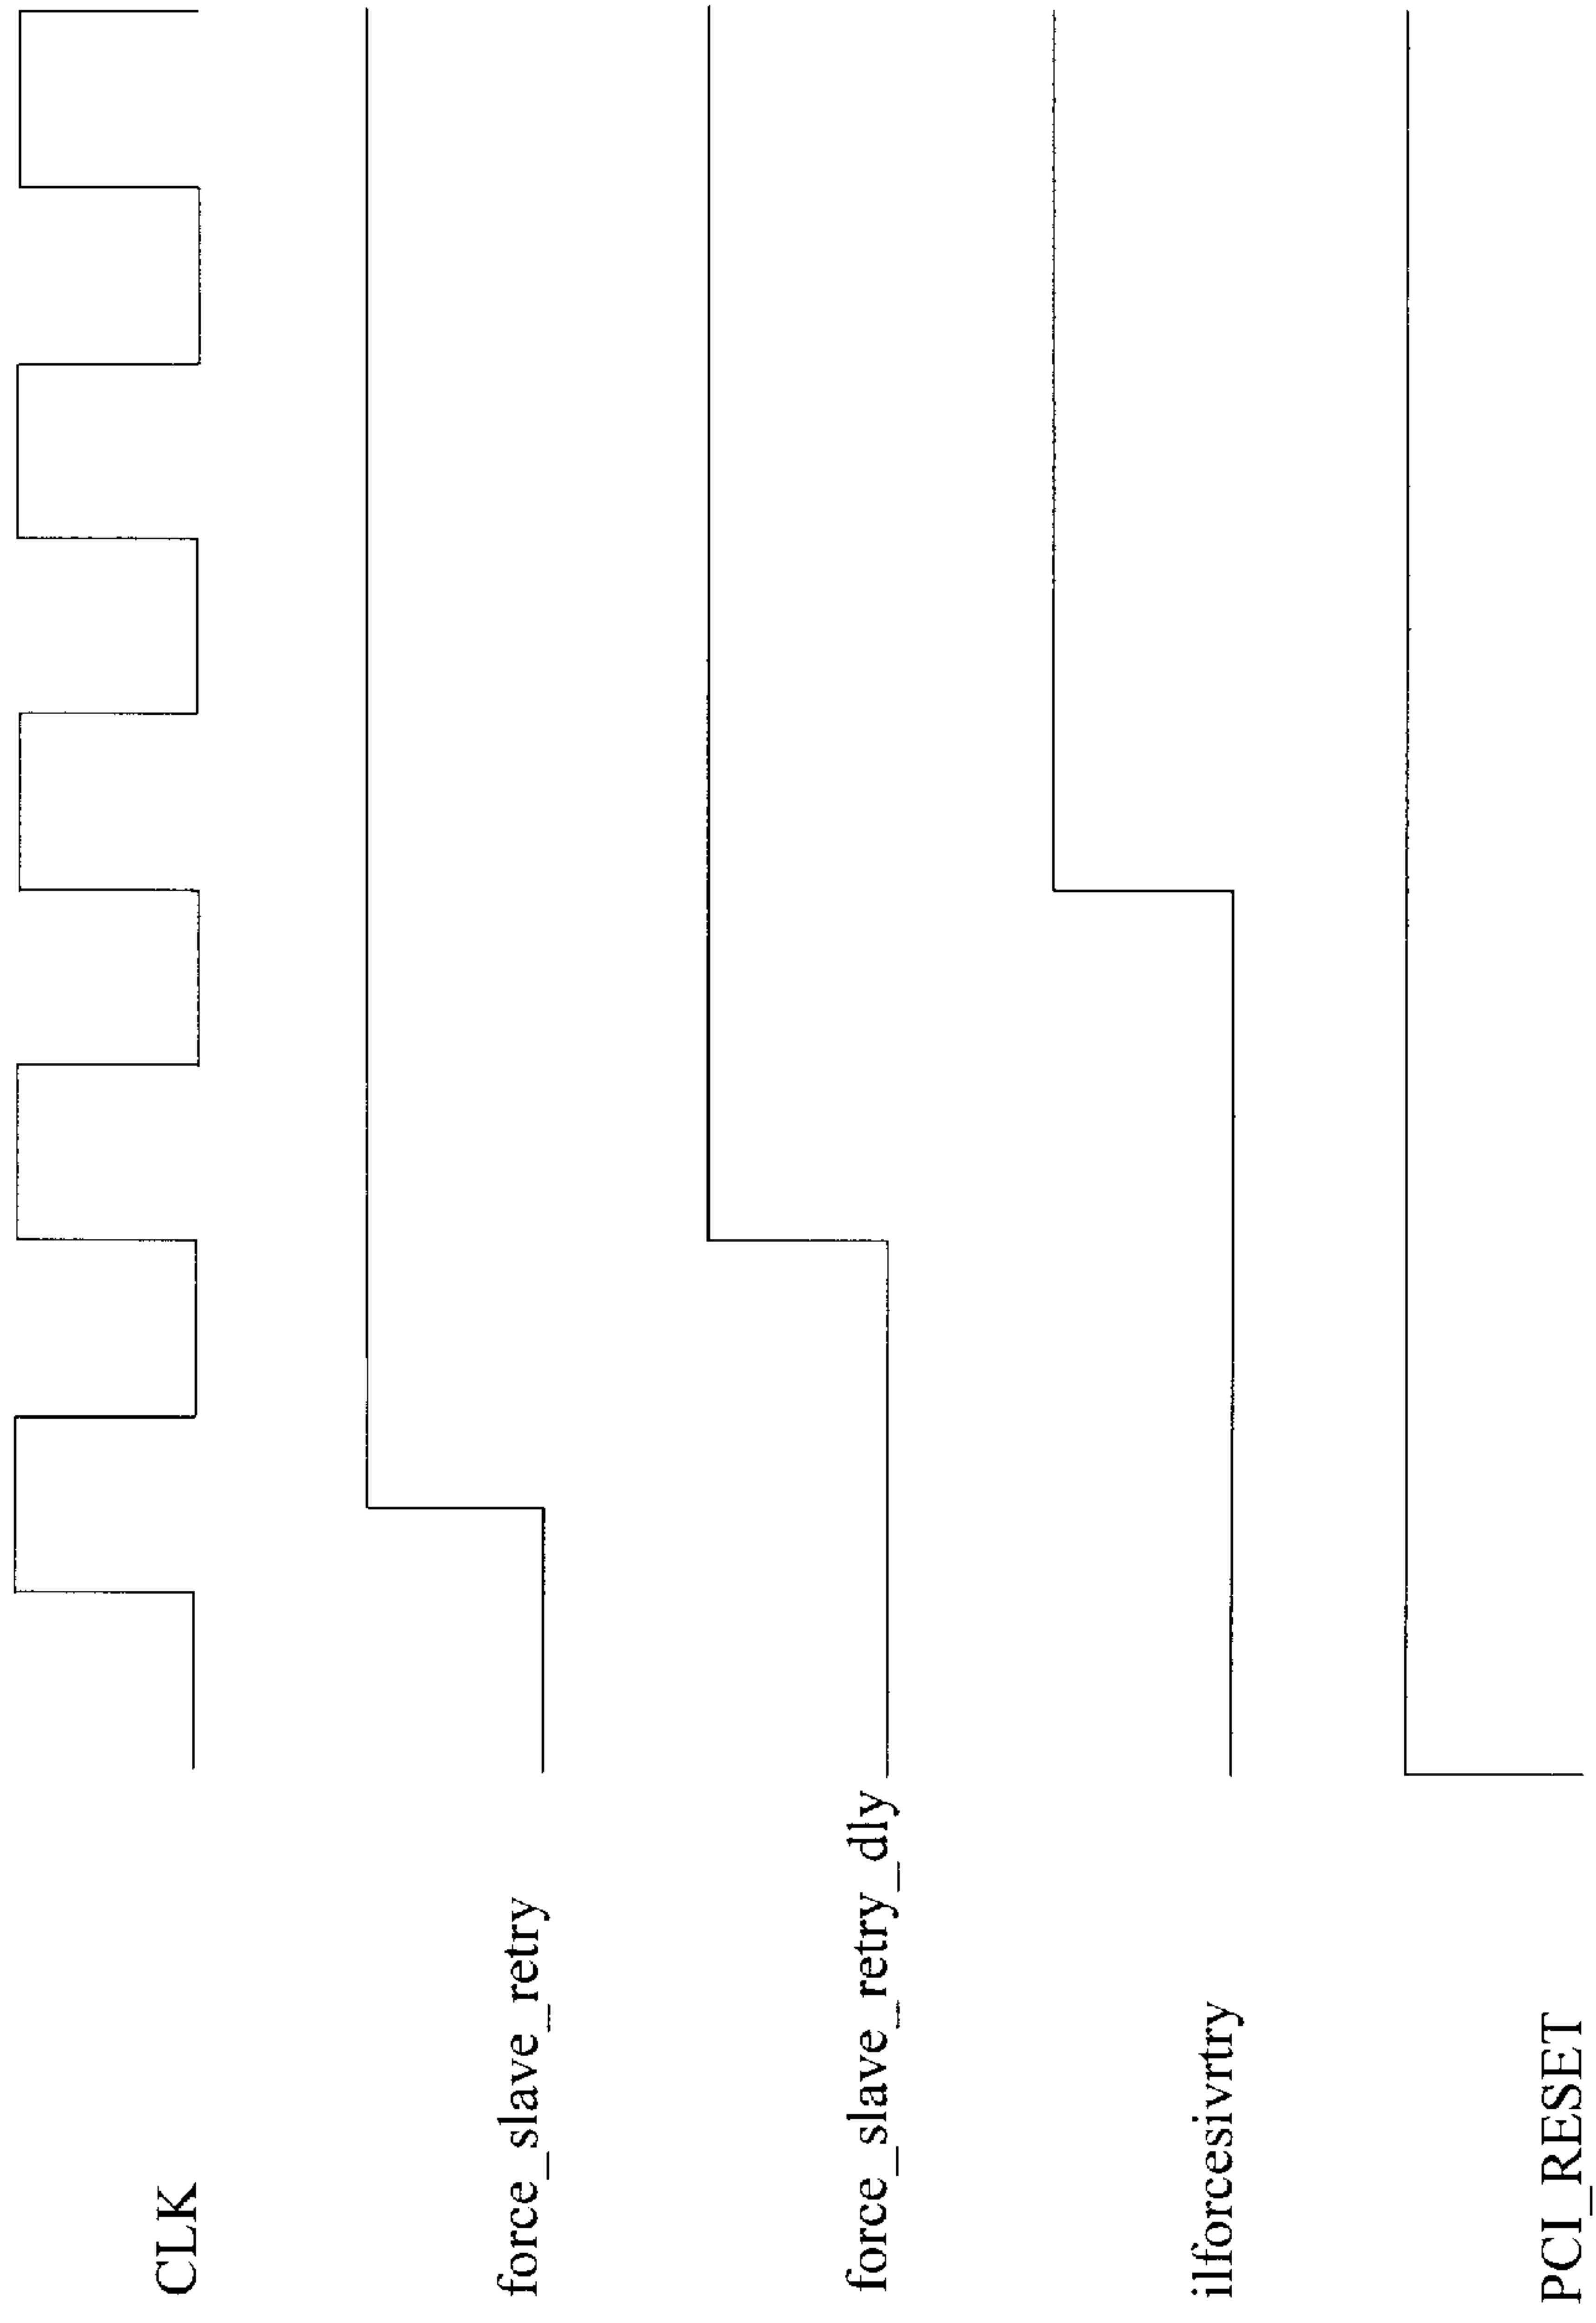 CLK
force_slave_retry
force_slave_retry_dly
ilforcesivrtry
PCI_RESET